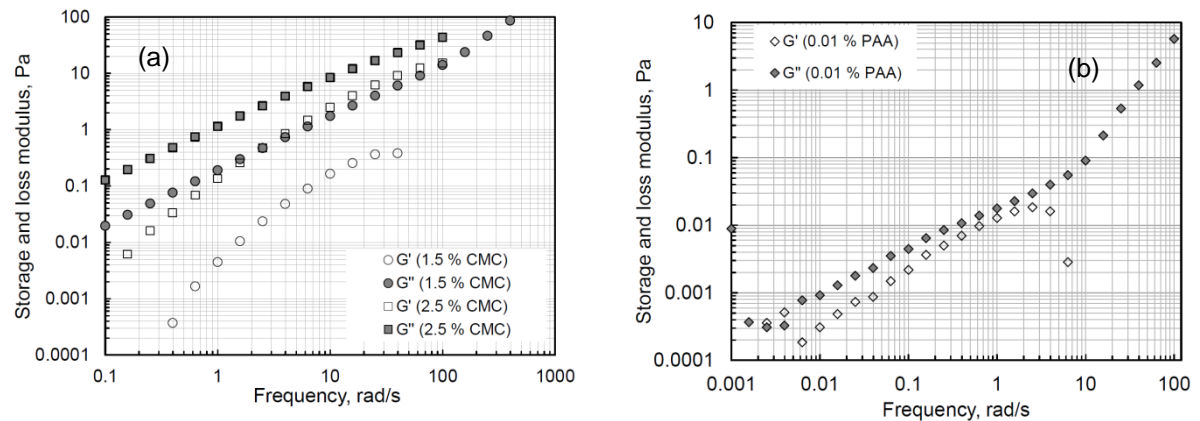 (a)
Storage and loss modulus, Pa
100
10
1
0.1
0.01
0.001
0.0001
G' (1.5 % CMC)
G" (1.5 % CMC)
G' (2.5 % CMC)
G" (2.5 % CMC)
0.1 1 10 100 1000
Frequency, rad/s
(b)
Storage and loss modulus, Pa
10
1
0.1
0.01
0.001
0.0001
G' (0.01 % PAA)
G" (0.01 % PAA)
0.001 0.01 0.1 1 10 100
Frequency, rad/s